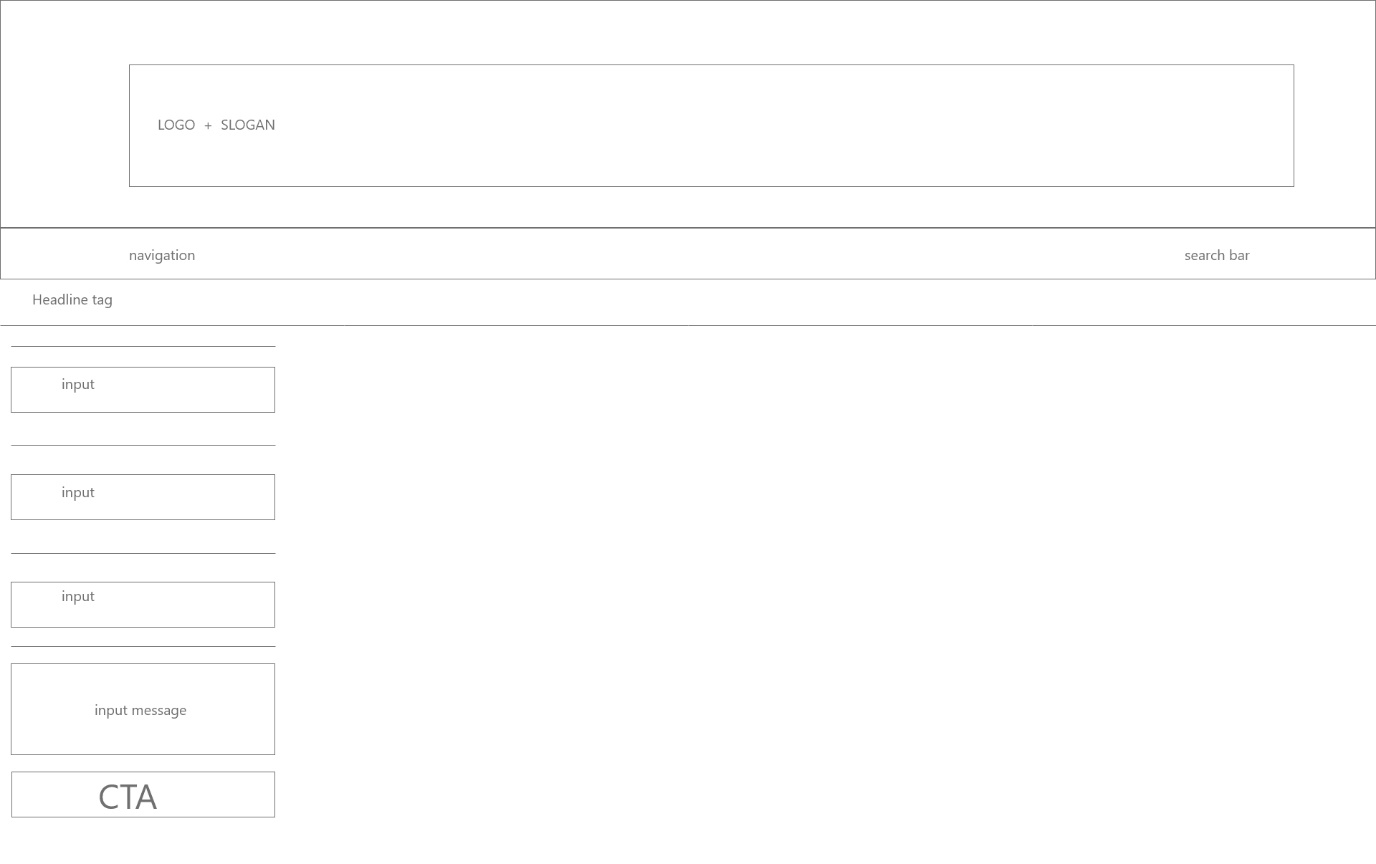 LOGO + SLOGAN
navigation search bar
Headline tag
input
input
input
input message
CTA